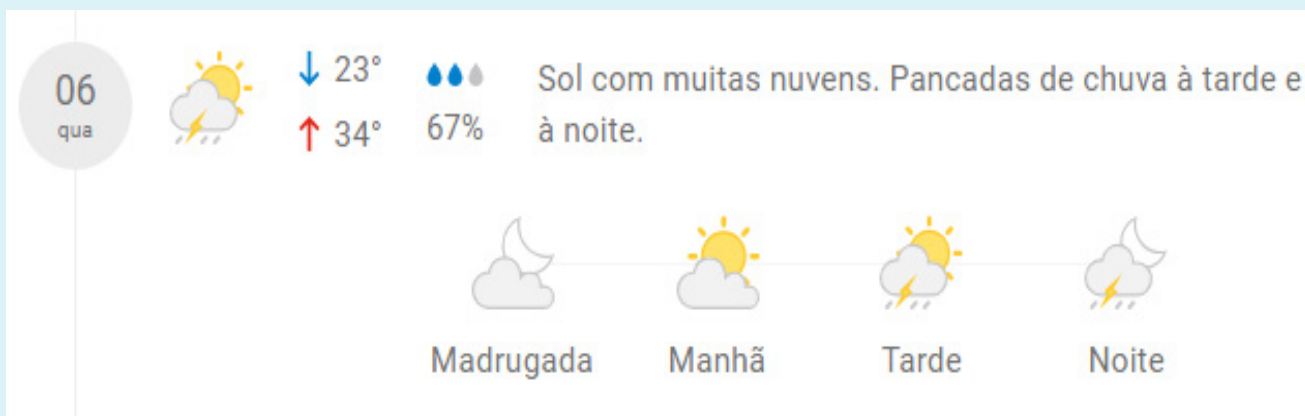 06
qua
23°
34°
67%
Sol com muitas nuvens. Pancadas de chuva à tarde e
à noite.
Madrugada
Manhã
Tarde
Noite